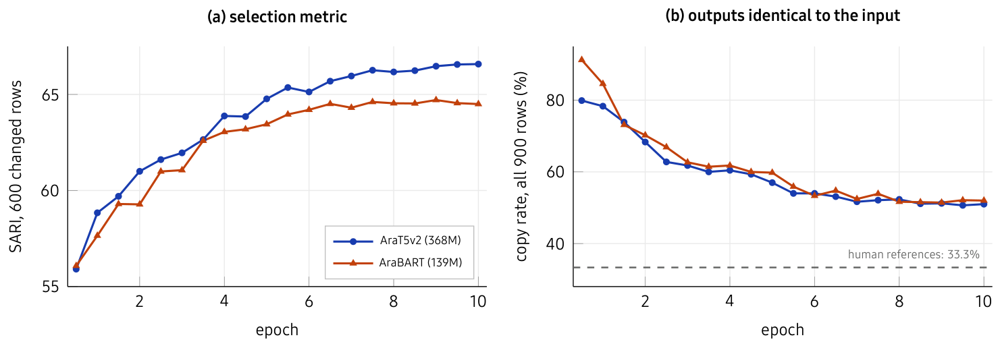 (a) selection metric
SARI, 600 changed rows
65
60
55
2
4
6
8
10
epoch
AraT5v2 (368M)
AraBART (139M)
(b) outputs identical to the input
copy rate, all 900 rows (%)
80
60
40
human references: 33.3%
2
4
6
8
10
epoch